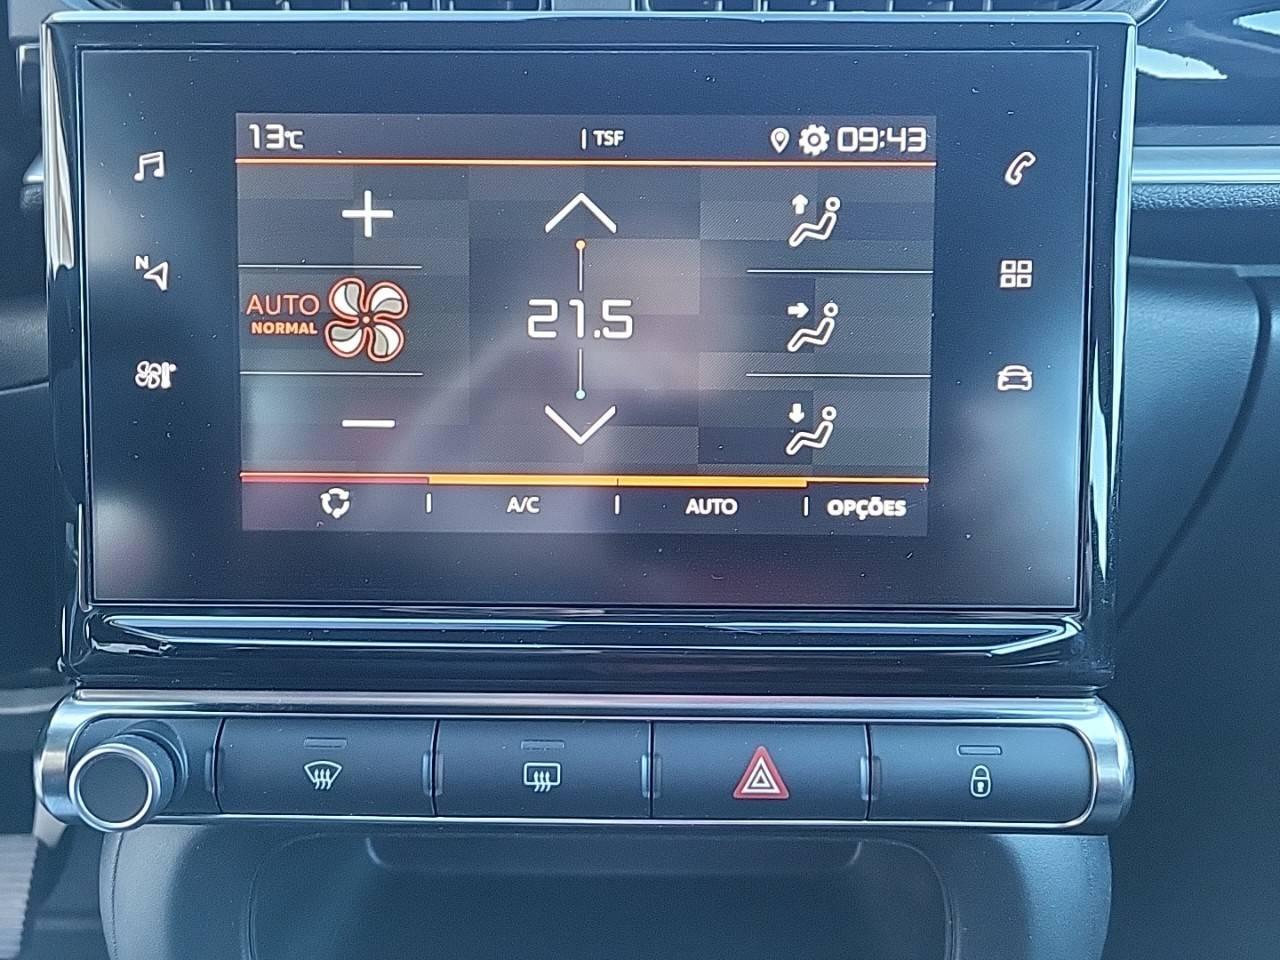 13°C
TSF
09:43
AUTO
NORMAL
21.5
N
A/C
AUTO
OPÇÕES